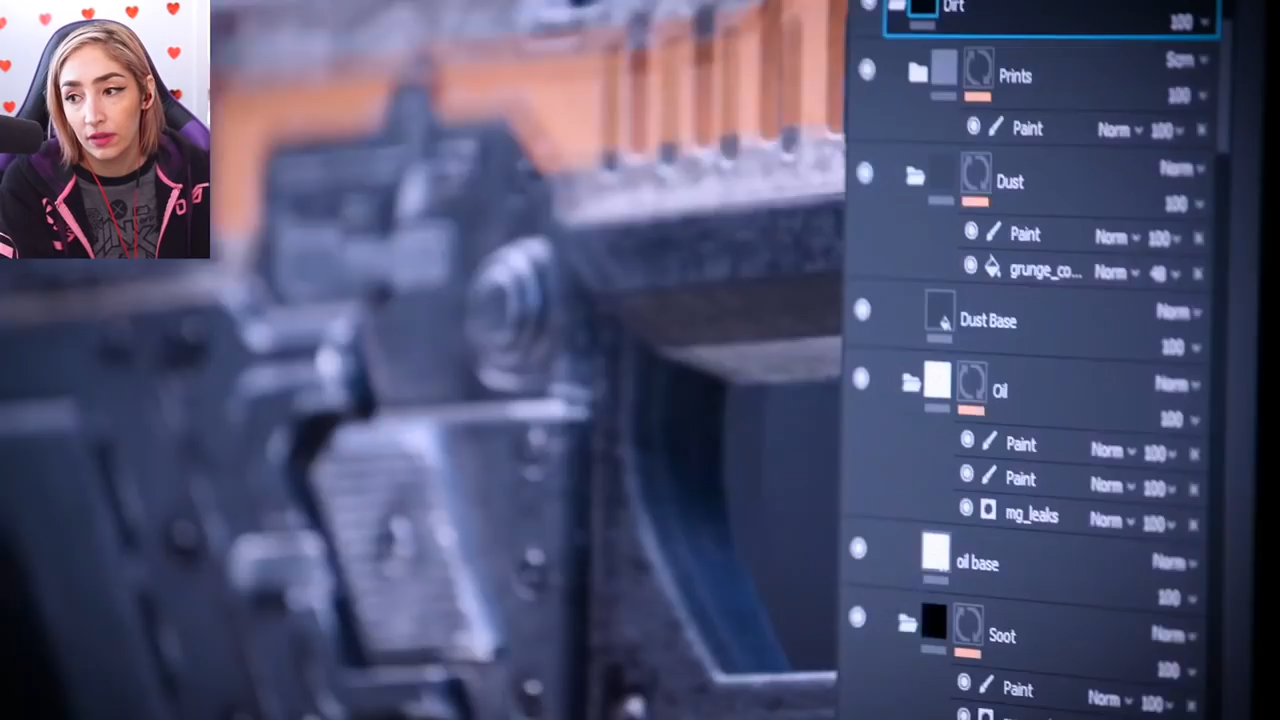 Dirt
100
Scrn
Prints
100
Paint Norm 100
Norm
Dust
100
Paint Norm 100
grunge_co... Norm
Norm
Dust Base
100
Norm
Oil
100
Paint Norm 100
Paint Norm 100
mg_leaks Norm 100
Norm
oil base
100
Norm
Soot
100
Paint Norm 100